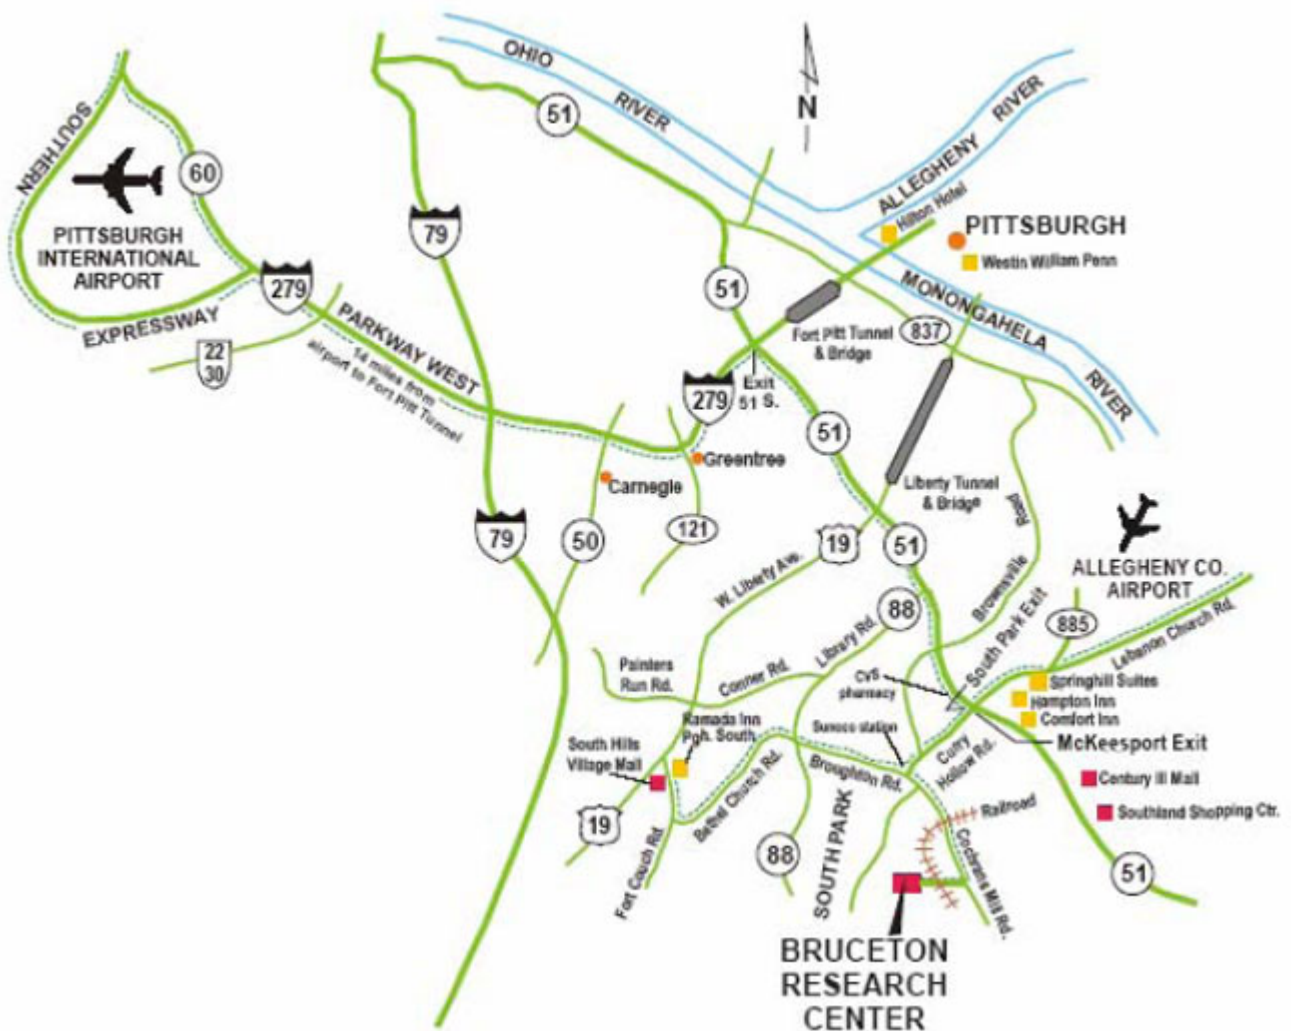 OHIO
RIVER
51
N
ALLEGHENY
RIVER
Hilton Hotel
PITTSBURGH
Westin William Penn
SOUTHERN
60
PITTSBURGH
INTERNATIONAL
AIRPORT
EXPRESSWAY
279
22
30
PARKWAY WEST
14 miles from
airport to Fort Pitt Tunnel
79
51
MONONGAHELA
RIVER
Fort Pitt Tunnel
& Bridge
837
Exit
51 S.
279
51
Greentree
Carnegie
Liberty Tunnel
& Bridge
79
50
121
19
51
Brownsville
Road
ALLEGHENY CO.
AIRPORT
W. Liberty Ave.
88
885
Lebanon Church Rd.
South Park Exit
Library Rd.
Painters
Run Rd.
Conner Rd.
CVS
pharmacy
Springhill Suites
Hampton Inn
Comfort Inn
McKeesport Exit
Ramada Inn
Pgh. South
Sunoco station
South Hills
Village Mall
Curry
Hollow Rd.
Broughton Rd.
Bethel Church Rd.
Century III Mall
Southland Shopping Ctr.
Railroad
19
Fort Couch Rd.
88
SOUTH PARK
Cochrans Mill Rd.
51
BRUCETON
RESEARCH
CENTER